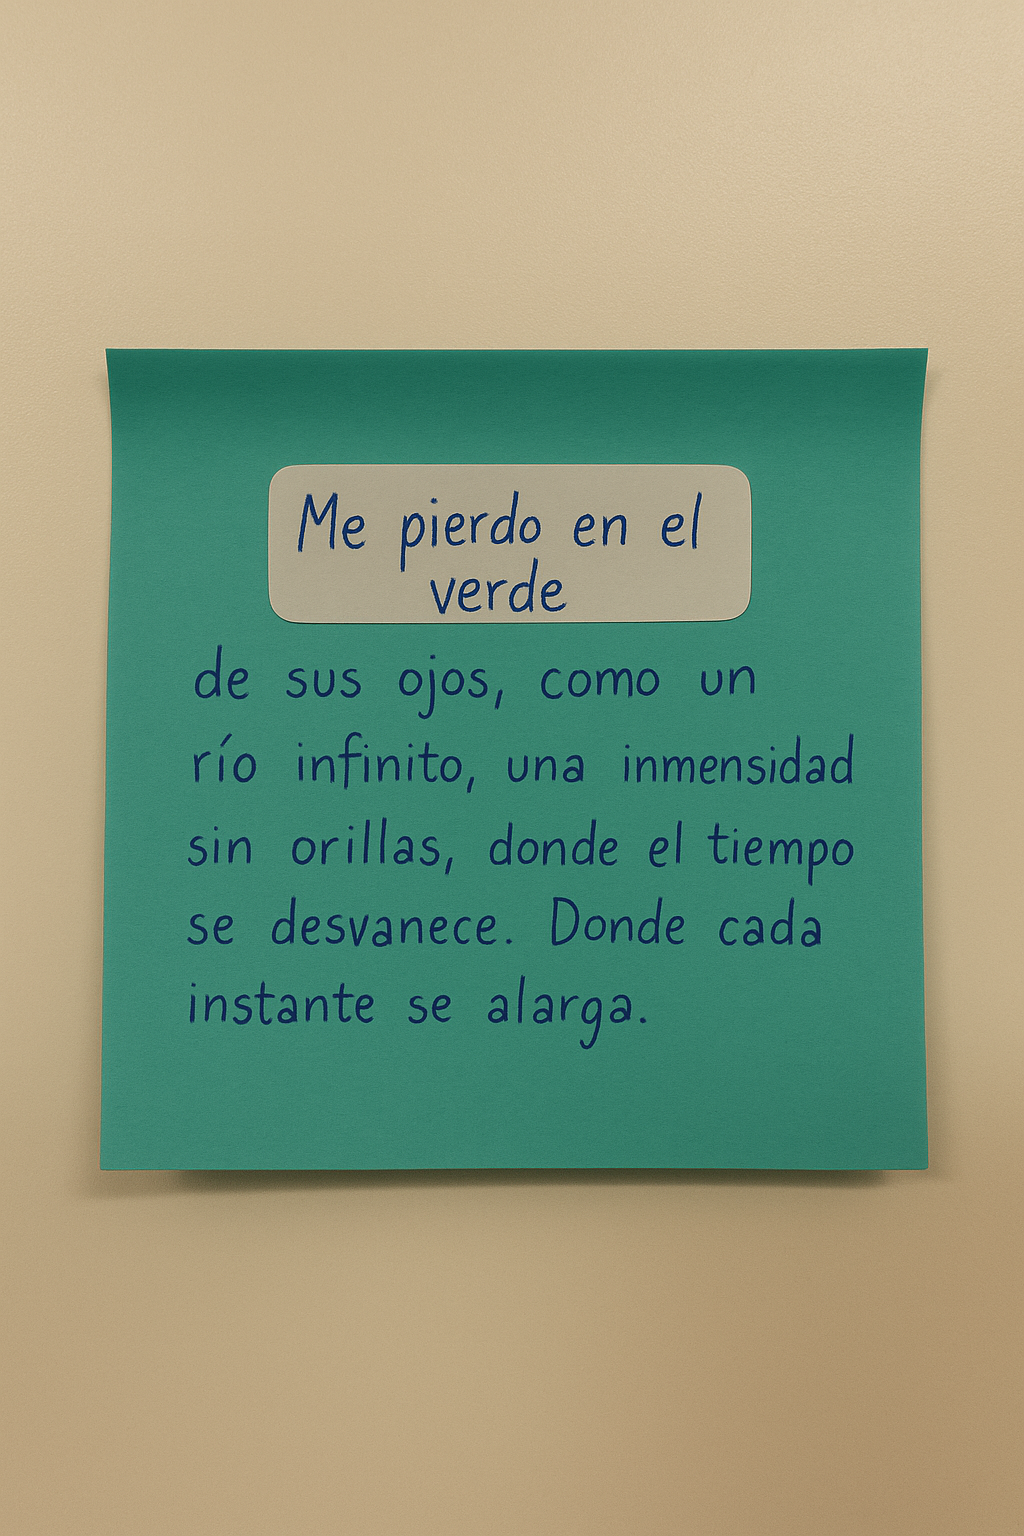 Me pierdo en el
verde
de sus ojos, como un
río infinito, una inmensidad
sin orillas, donde el tiempo
se desvanece. Donde cada
instante se alarga.